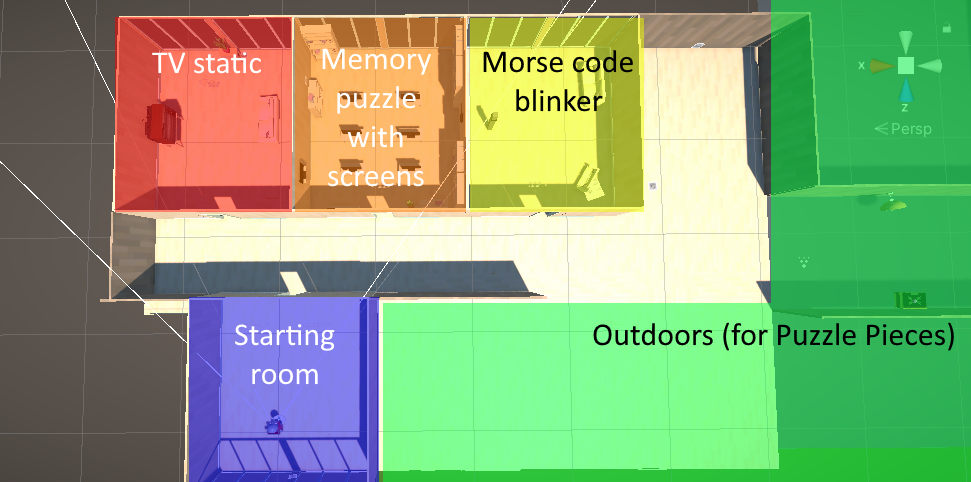 TV static
Memory
puzzle
with
screens
Morse code
blinker
x
z
Persp
Starting
room
Outdoors (for Puzzle Pieces)